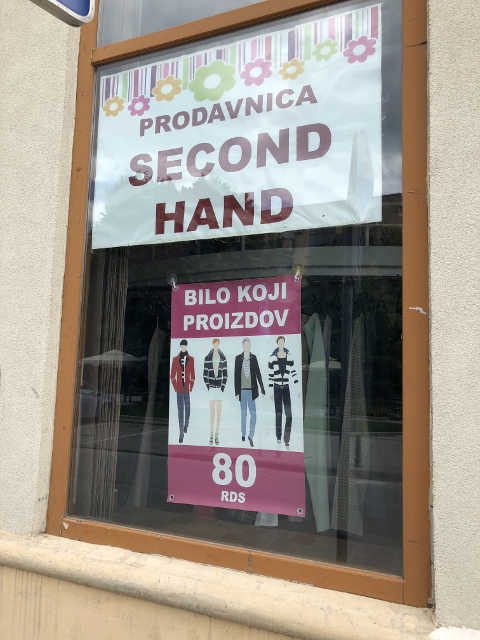 PRODAVNICA
SECOND
HAND
BILO KOJI
PROIZDOV
80
RDS